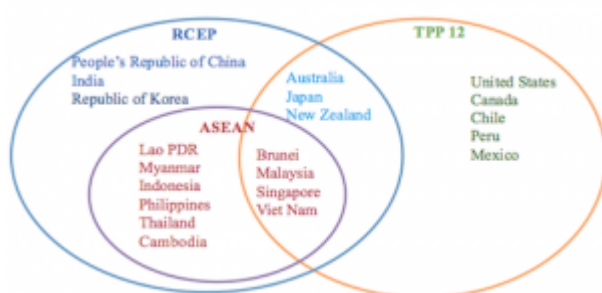 RCEP
TPP 12
People's Republic of China
India
Republic of Korea
Australia
Japan
New Zealand
United States
Canada
Chile
Peru
Mexico
ASEAN
Lao PDR
Myanmar
Indonesia
Philippines
Thailand
Cambodia
Brunei
Malaysia
Singapore
Viet Nam